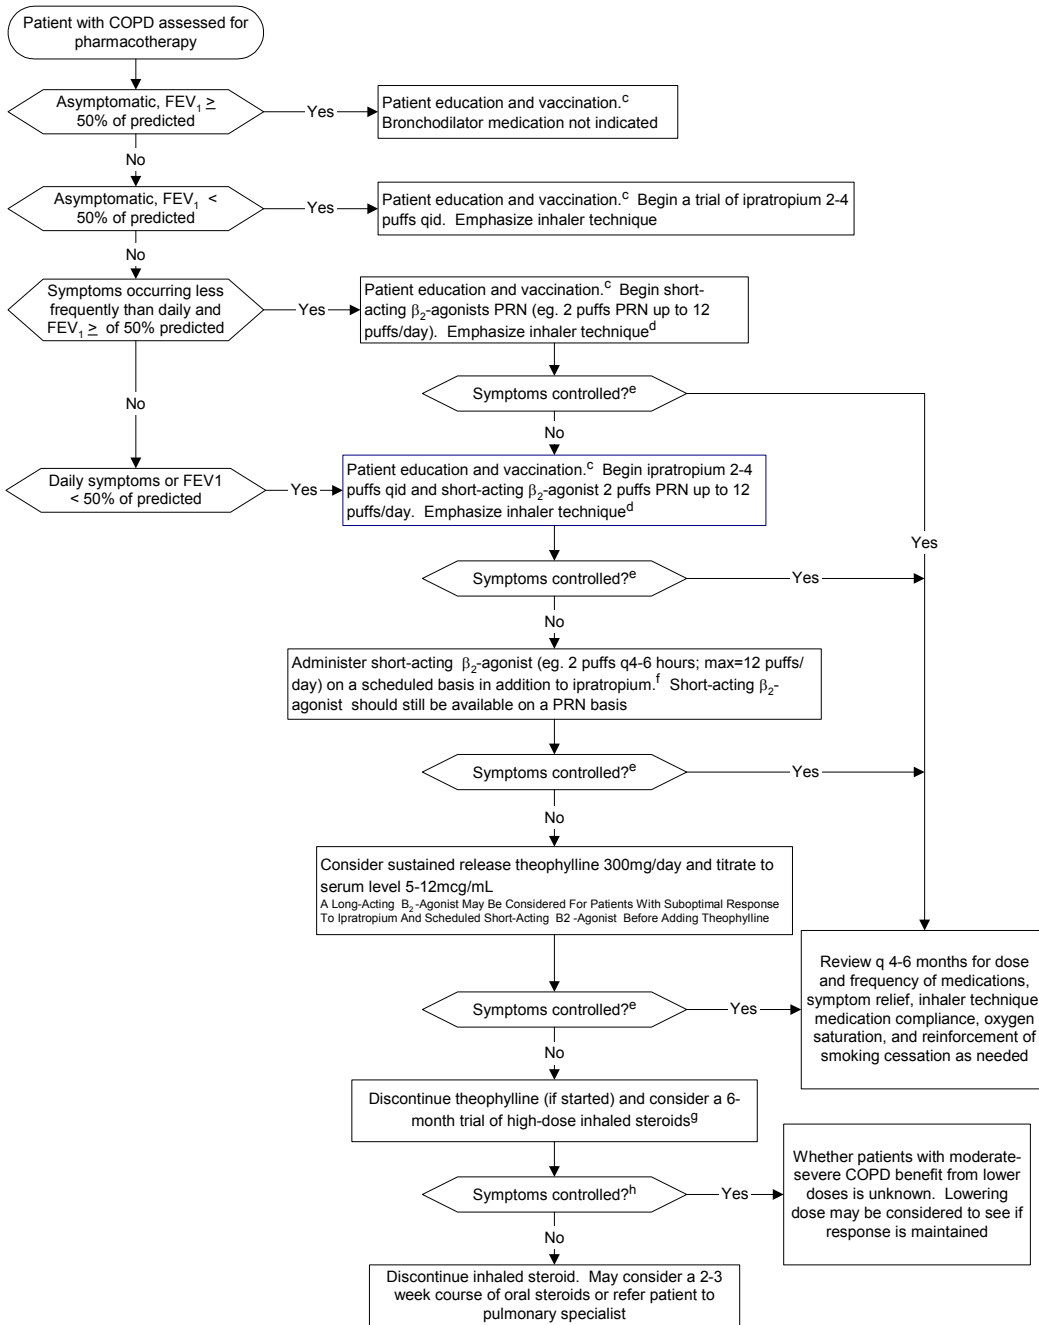 Patient with COPD assessed for
pharmacotherapy
Asymptomatic, FEV₁ ≥
50% of predicted
Yes
Patient education and vaccination.ᶜ
Bronchodilator medication not indicated
No
Asymptomatic, FEV₁ <
50% of predicted
Yes
Patient education and vaccination.ᶜ Begin a trial of ipratropium 2-4
puffs qid. Emphasize inhaler technique
No
Symptoms occurring less
frequently than daily and
FEV₁ ≥ of 50% predicted
Yes
Patient education and vaccination.ᶜ Begin short-
acting β₂-agonists PRN (eg. 2 puffs PRN up to 12
puffs/day). Emphasize inhaler techniqueᵈ
Symptoms controlled?ᵉ
No
No
Daily symptoms or FEV1
< 50% of predicted
Yes
Patient education and vaccination.ᶜ Begin ipratropium 2-4
puffs qid and short-acting β₂-agonist 2 puffs PRN up to 12
puffs/day. Emphasize inhaler techniqueᵈ
Yes
Symptoms controlled?ᵉ
Yes
No
Administer short-acting β₂-agonist (eg. 2 puffs q4-6 hours; max=12 puffs/
day) on a scheduled basis in addition to ipratropium.ᶠ Short-acting β₂-
agonist should still be available on a PRN basis
Symptoms controlled?ᵉ
Yes
No
Consider sustained release theophylline 300mg/day and titrate to
serum level 5-12mcg/mL
A Long-Acting B₂-Agonist May Be Considered For Patients With Suboptimal Response
To Ipratropium And Scheduled Short-Acting B2-Agonist Before Adding Theophylline
Symptoms controlled?ᵉ
Yes
Review q 4-6 months for dose
and frequency of medications,
symptom relief, inhaler technique
medication compliance, oxygen
saturation, and reinforcement of
smoking cessation as needed
No
Discontinue theophylline (if started) and consider a 6-
month trial of high-dose inhaled steroidsᵍ
Symptoms controlled?ʰ
Yes
Whether patients with moderate-
severe COPD benefit from lower
doses is unknown. Lowering
dose may be considered to see if
response is maintained
No
Discontinue inhaled steroid. May consider a 2-3
week course of oral steroids or refer patient to
pulmonary specialist